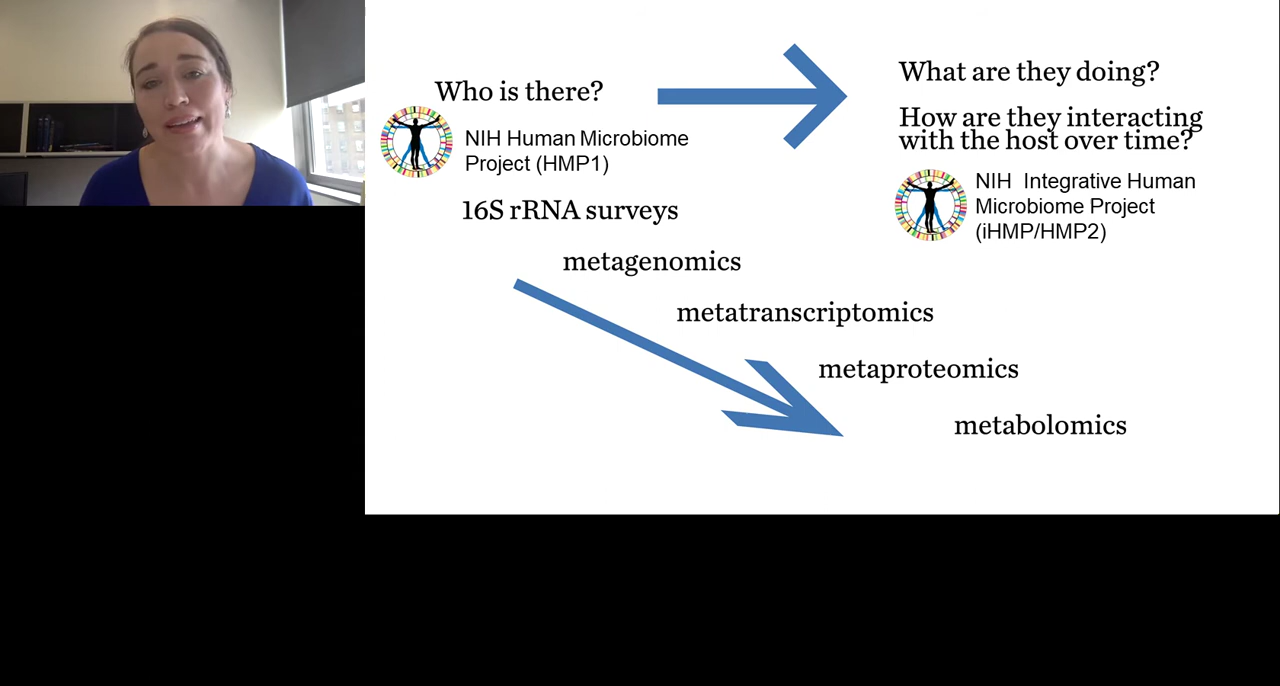 Who is there?
NIH Human Microbiome
Project (HMP1)
What are they doing?
How are they interacting
with the host over time?
NIH Integrative Human
Microbiome Project
(iHMP/HMP2)
16S rRNA surveys
metagenomics
metatranscriptomics
metaproteomics
metabolomics